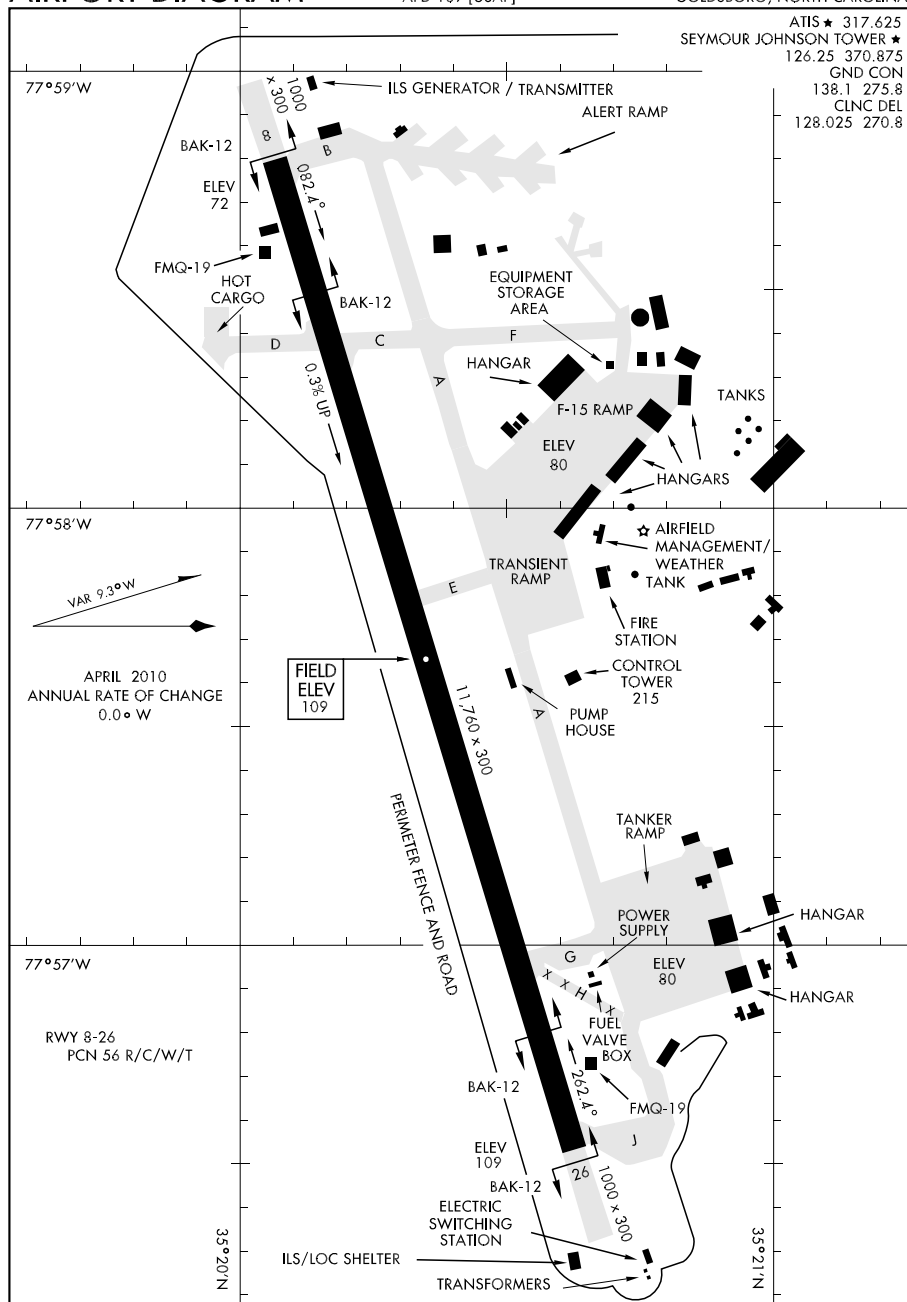 AIRPORT DIAGRAM
GOLDSBORO, NORTH CAROLINA
ATIS ★ 317.625
SEYMOUR JOHNSON TOWER ★
126.25 370.875
GND CON
138.1 275.8
CLNC DEL
128.025 270.8
77°59'W
1000
x 300
ILS GENERATOR / TRANSMITTER
ALERT RAMP
8
B
BAK-12
ELEV
72
082.4°
FMQ-19
HOT
CARGO
BAK-12
EQUIPMENT
STORAGE
AREA
D
C
F
A
HANGAR
0.3% UP
F-15 RAMP
TANKS
ELEV
80
HANGARS
77°58'W
AIRFIELD
MANAGEMENT/
WEATHER
TRANSIENT
RAMP
TANK
E
VAR 9.3° W
FIRE
STATION
APRIL 2010
ANNUAL RATE OF CHANGE
0.0° W
FIELD
ELEV
109
CONTROL
TOWER
215
A
PUMP
HOUSE
11,760 x 300
PERIMETER FENCE AND ROAD
TANKER
RAMP
POWER
SUPPLY
HANGAR
77°57'W
G
ELEV
80
X X H X
HANGAR
RWY 8-26
PCN 56 R/C/W/T
FUEL
VALVE
BOX
BAK-12
262.4°
FMQ-19
J
ELEV
109
26
BAK-12
1000 x 300
ELECTRIC
SWITCHING
STATION
35°20'N
35°21'N
ILS/LOC SHELTER
TRANSFORMERS